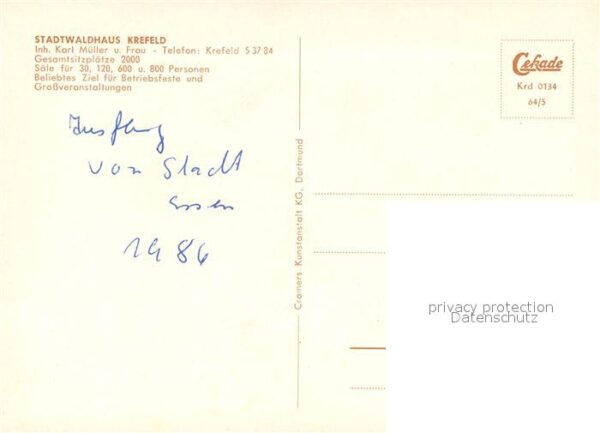 STADTWALDHAUS KREFELD
Inh. Karl Müller u. Frau - Telefon: Krefeld S 37 84
Gesamtsitzplätze 2000
Säle für 30, 120, 600 u. 800 Personen
Beliebtes Ziel für Betriebsfeste und
Großveranstaltungen
Cekade
Krd 0134
64/5
Ausflug
von Stadt
Essen
1986
Cramers Kunstanstalt KG, Dortmund
privacy protection
Datenschutz